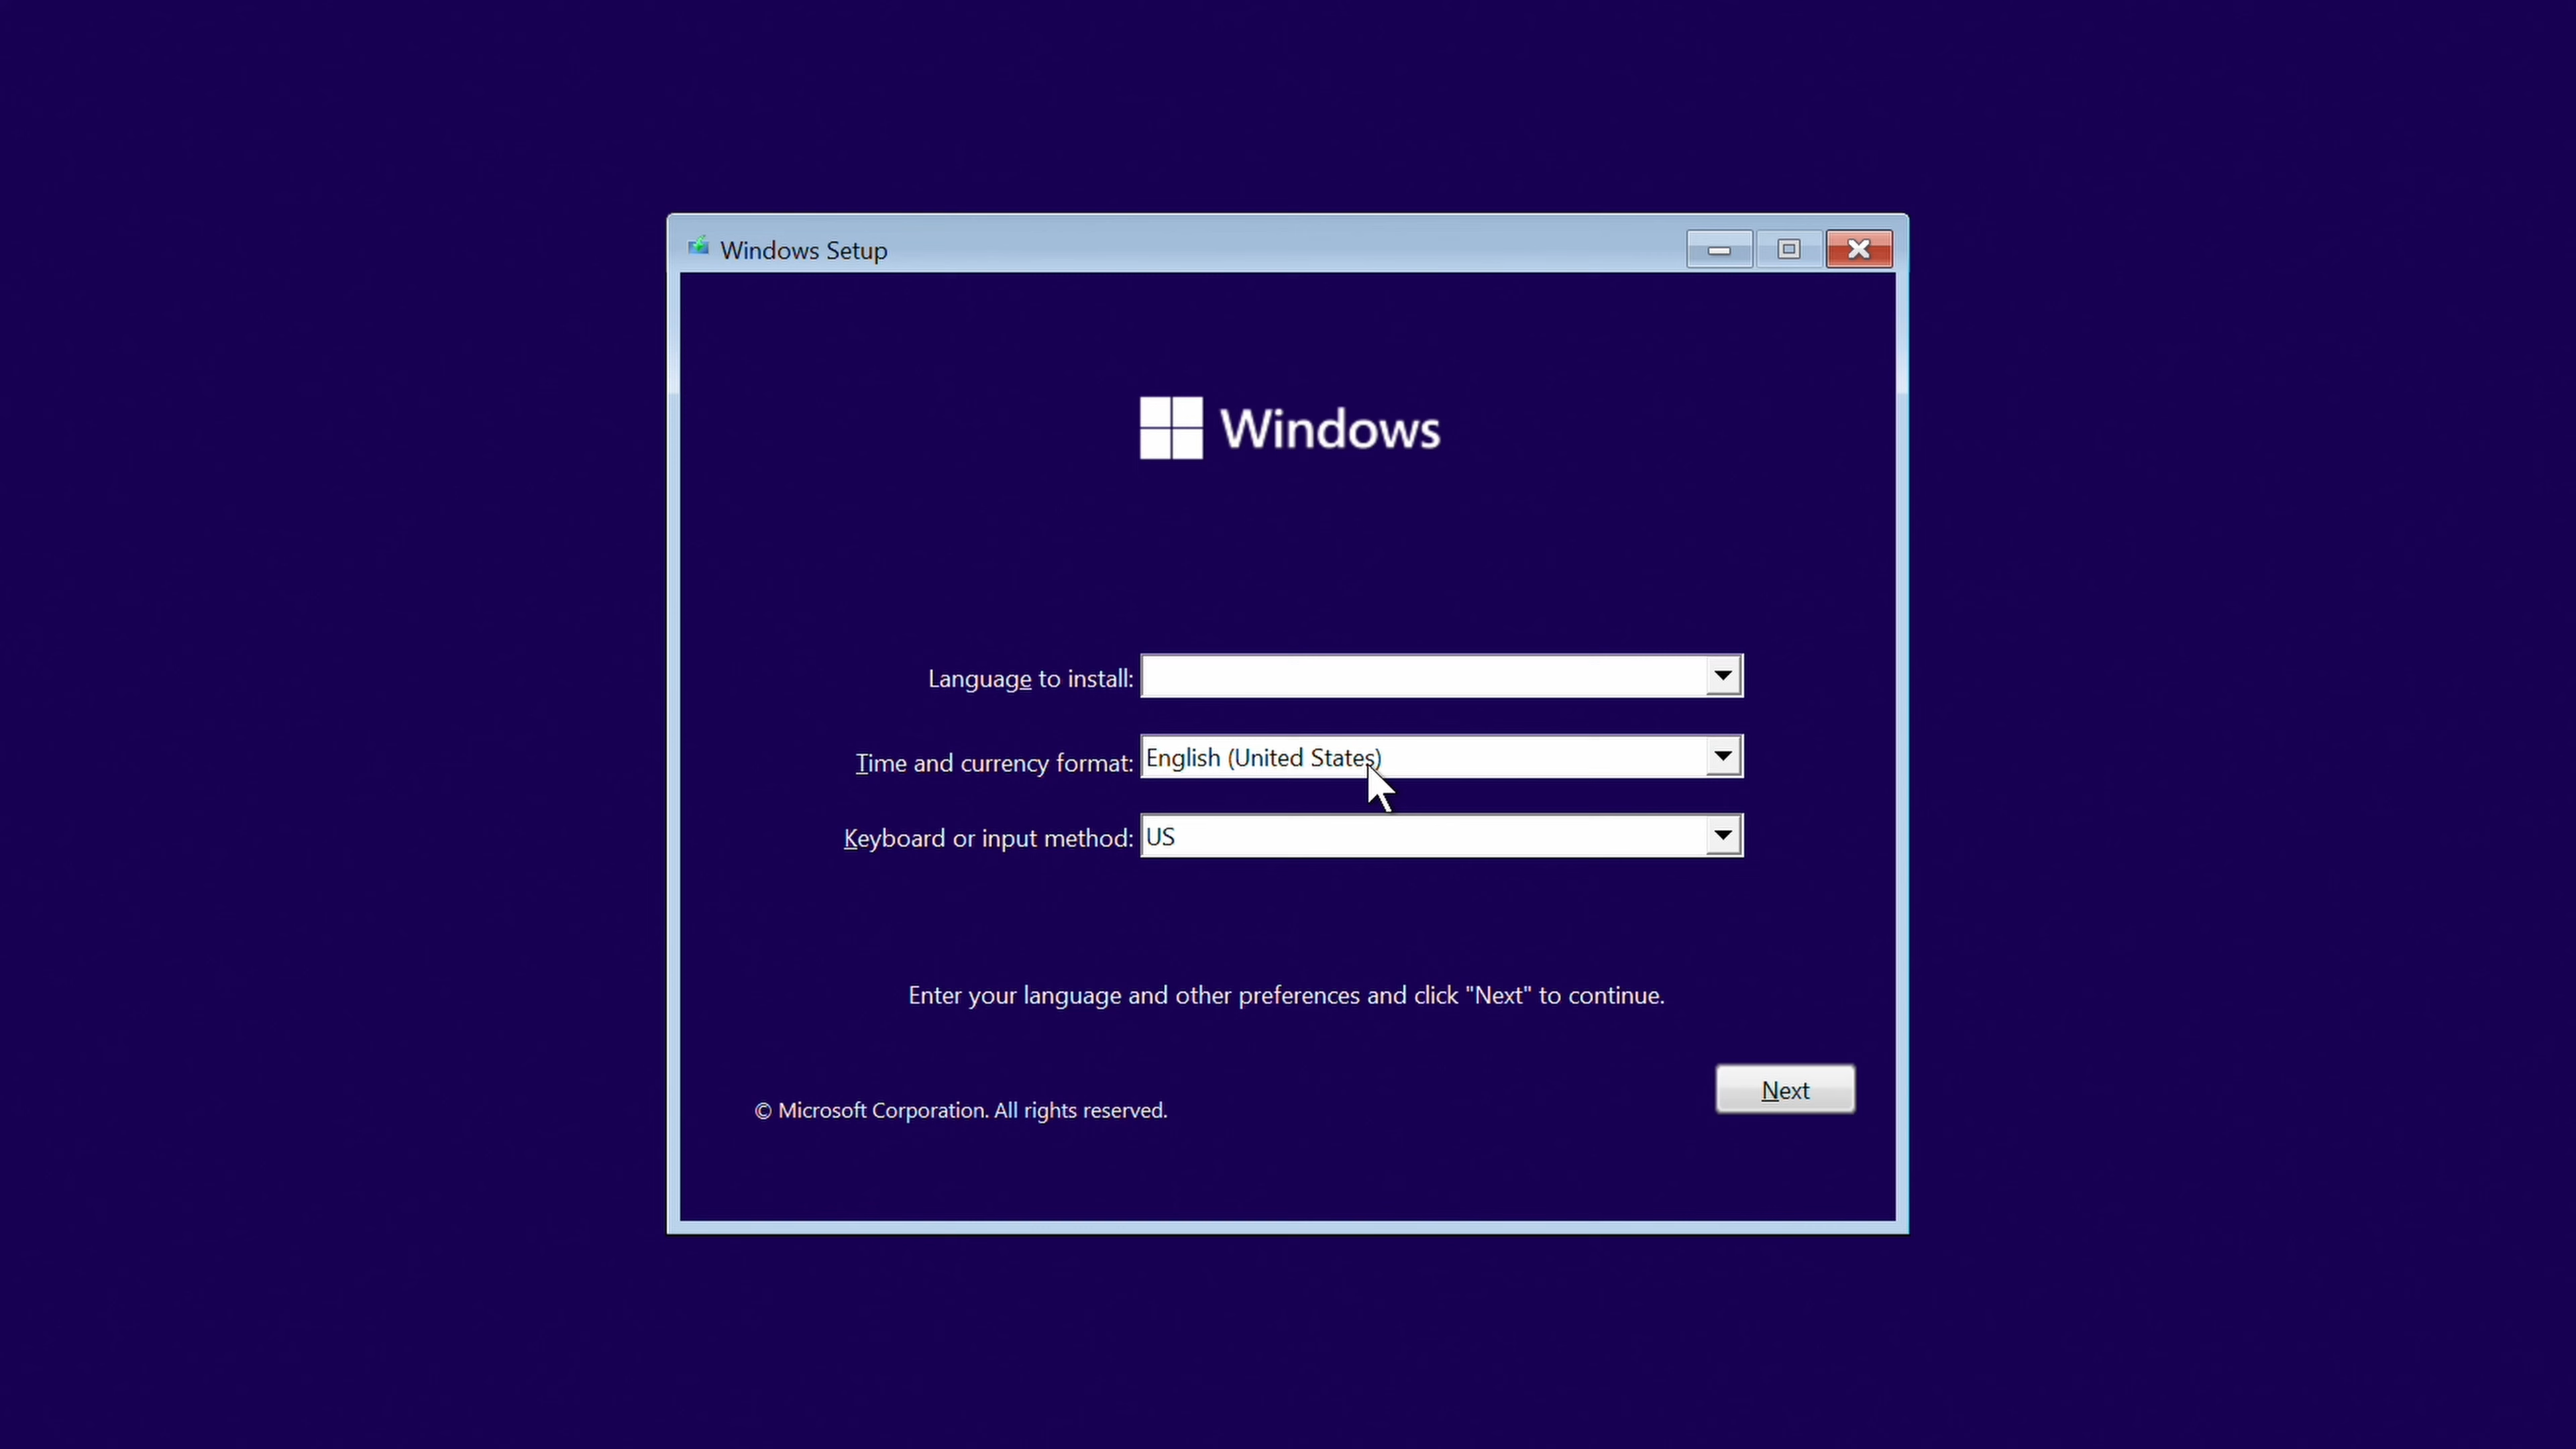 Windows Setup
Windows
Language to install:
Time and currency format: English (United States)
Keyboard or input method: US
Enter your language and other preferences and click "Next" to continue.
Next
© Microsoft Corporation. All rights reserved.